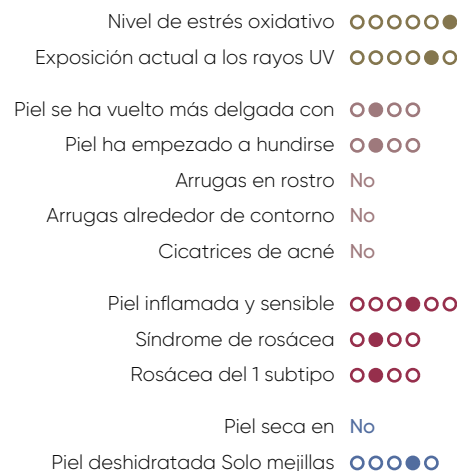 Nivel de estrés oxidativo
Exposición actual a los rayos UV
Piel se ha vuelto más delgada con
Piel ha empezado a hundirse
Arrugas en rostro No
Arrugas alrededor de contorno No
Cicatrices de acné No
Piel inflamada y sensible
Síndrome de rosácea
Rosácea del 1 subtipo
Piel seca en No
Piel deshidratada Solo mejillas